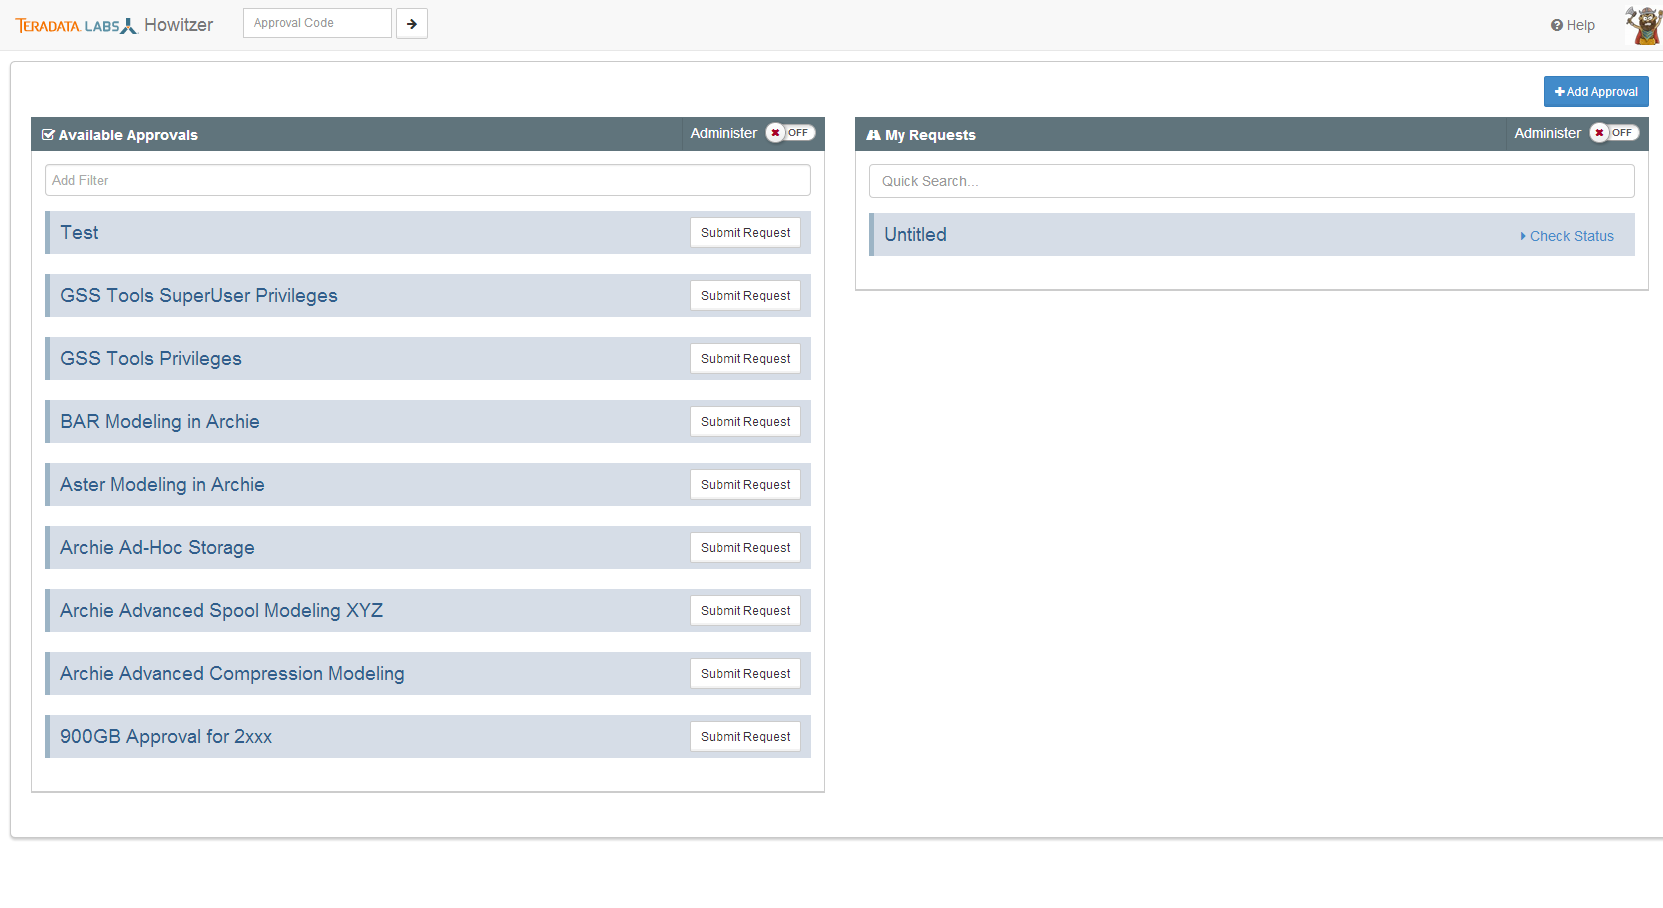 TERADATA LABS Howitzer
Approval Code
Help
Add Approval
Available Approvals
Administer OFF
Add Filter
Test Submit Request
GSS Tools SuperUser Privileges Submit Request
GSS Tools Privileges Submit Request
BAR Modeling in Archie Submit Request
Aster Modeling in Archie Submit Request
Archie Ad-Hoc Storage Submit Request
Archie Advanced Spool Modeling XYZ Submit Request
Archie Advanced Compression Modeling Submit Request
900GB Approval for 2xxx Submit Request
My Requests
Administer OFF
Quick Search...
Untitled Check Status